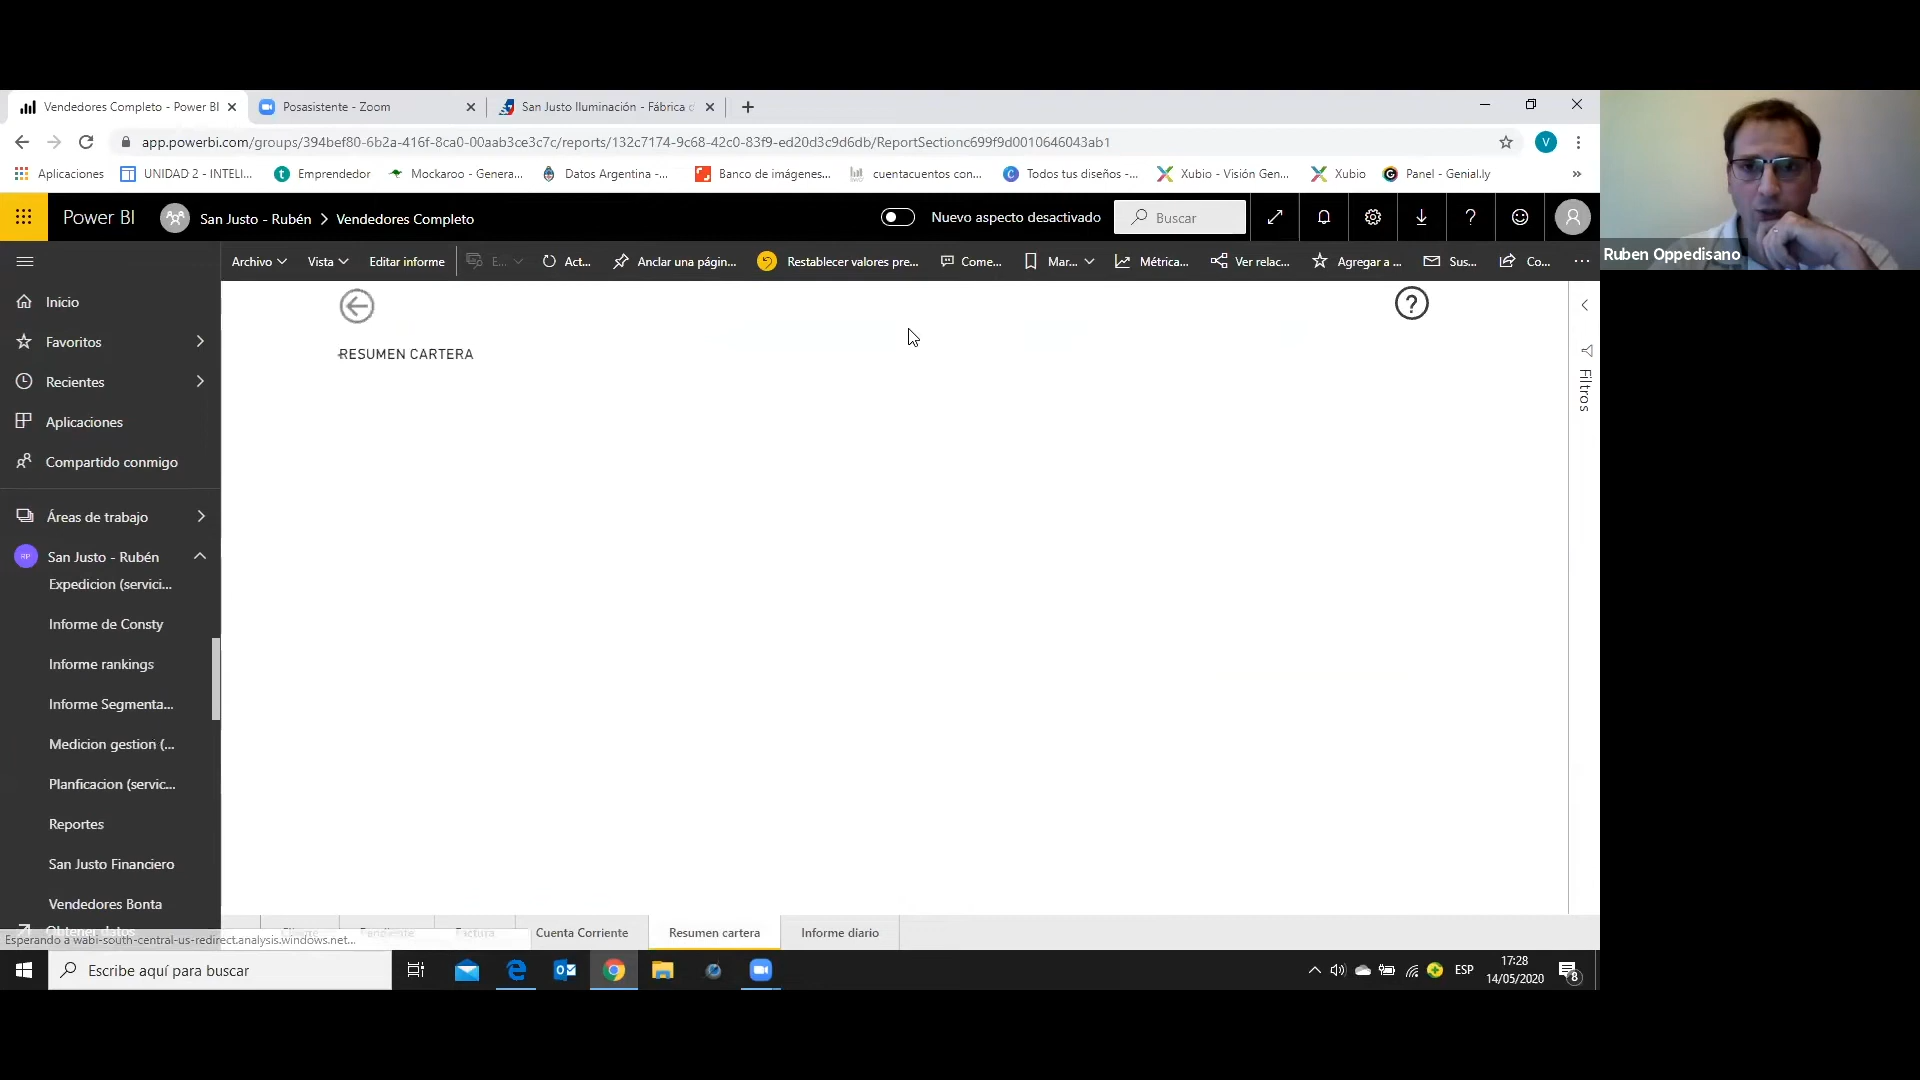 Vendedores Completo - Power BI
Posasistente - Zoom
San Justo Iluminación - Fábrica d
app.powerbi.com/groups/394bef80-6b2a-416f-8ca0-00aab3ce3c7c/reports/132c7174-9c68-42c0-83f9-ed20d3c9d6db/ReportSectionc699f9d0010646043ab1
V
Aplicaciones
UNIDAD 2 - INTELI...
Emprendedor
Mockaroo - Genera...
Datos Argentina -...
Banco de imágenes...
cuentacuentos con...
Todos tus diseños -...
Xubio - Visión Gen...
Xubio
Panel - Genial.ly
Power BI
San Justo - Rubén > Vendedores Completo
Nuevo aspecto desactivado
Buscar
Archivo
Vista
Editar informe
E...
Act...
Anclar una págin...
Restablecer valores pre...
Come...
Mar...
Métrica...
Ver relac...
Agregar a ...
Sus...
Co...
Ruben Oppedisano
Inicio
Favoritos
Recientes
Aplicaciones
Compartido conmigo
Áreas de trabajo
RP
San Justo - Rubén
Expedicion (servici...
Informe de Consty
Informe rankings
Informe Segmenta...
Medicion gestion (...
Planficacion (servic...
Reportes
San Justo Financiero
Vendedores Bonta
Obtener datos
RESUMEN CARTERA
Filtros
Cliente
Pendiente
Factura
Cuenta Corriente
Resumen cartera
Informe diario
Esperando a wabi-south-central-us-redirect.analysis.windows.net...
Escribe aquí para buscar
ESP
17:28
14/05/2020
8